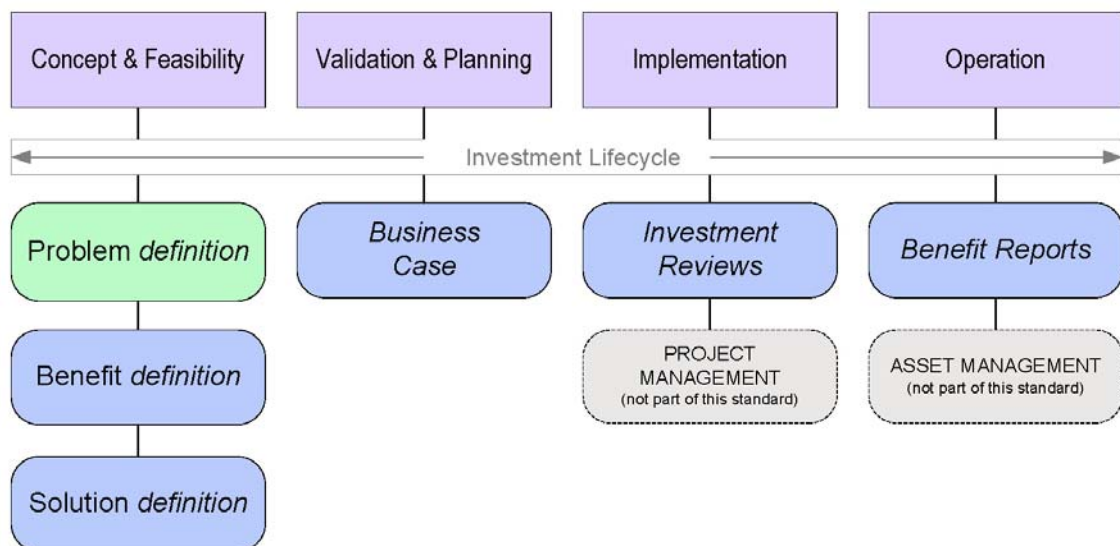 Concept & Feasibility
Validation & Planning
Implementation
Operation
Investment Lifecycle
Problem definition
Business
Case
Investment
Reviews
Benefit Reports
Benefit definition
PROJECT
MANAGEMENT
(not part of this standard)
ASSET MANAGEMENT
(not part of this standard)
Solution definition